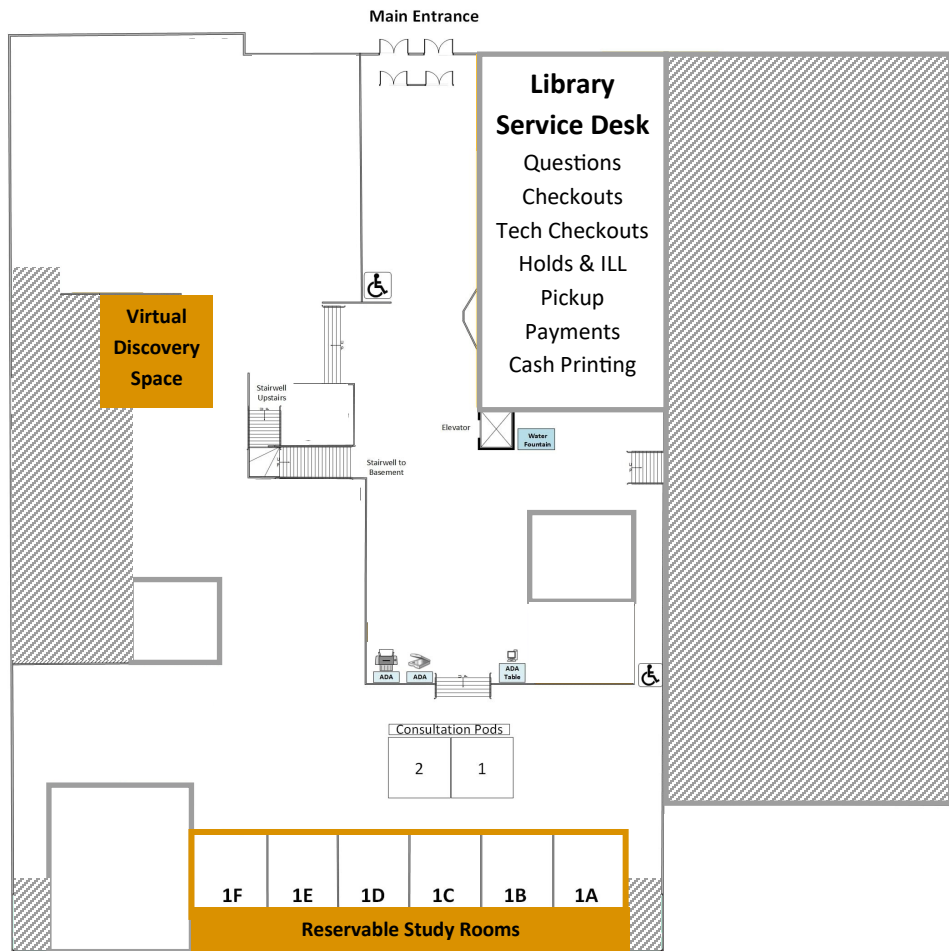 Main Entrance
Library
Service Desk
Questions
Checkouts
Tech Checkouts
Holds & ILL
Pickup
Payments
Cash Printing
Virtual
Discovery
Space
Stairwell
Upstairs
Elevator
Water
Fountain
Stairwell to
Basement
ADA
ADA
ADA
Table
Consultation Pods
2
1
1F
1E
1D
1C
1B
1A
Reservable Study Rooms